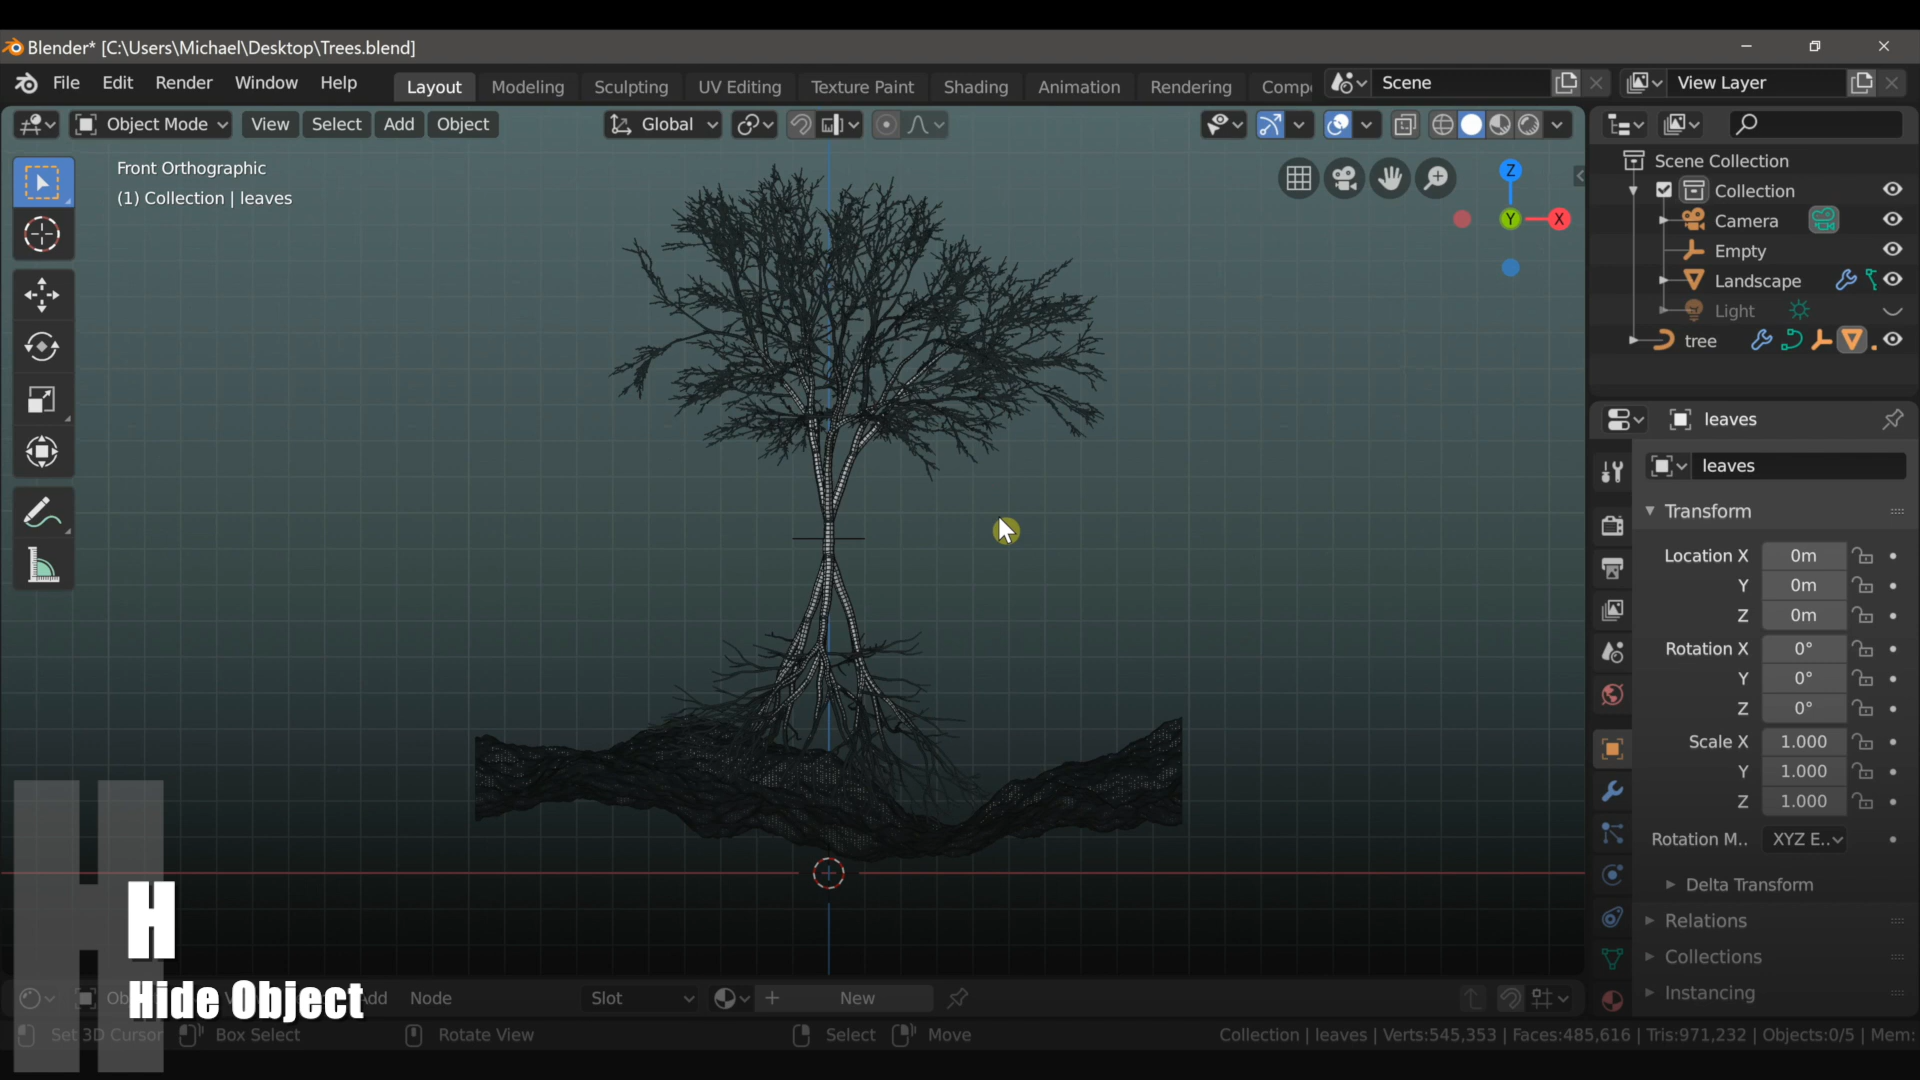 Blender* [C:\Users\Michael\Desktop\Trees.blend]
File Edit Render Window Help Layout Modeling Sculpting UV Editing Texture Paint Shading Animation Rendering Comp Scene View Layer
Object Mode View Select Add Object Global
Front Orthographic
(1) Collection | leaves
Z
Y
X
Scene Collection
Collection
Camera
Empty
Landscape
Light
tree
leaves
leaves
Transform
Location X 0m
Y 0m
Z 0m
Rotation X 0°
Y 0°
Z 0°
Scale X 1.000
Y 1.000
Z 1.000
Rotation M.. XYZ E..
Delta Transform
Relations
Collections
Instancing
H
H
Hide Object
Node Slot New
Set 3D Cursor Box Select Rotate View Select Move Collection | leaves | Verts:545,353 | Faces:485,616 | Tris:971,232 | Objects:0/5 | Mem: